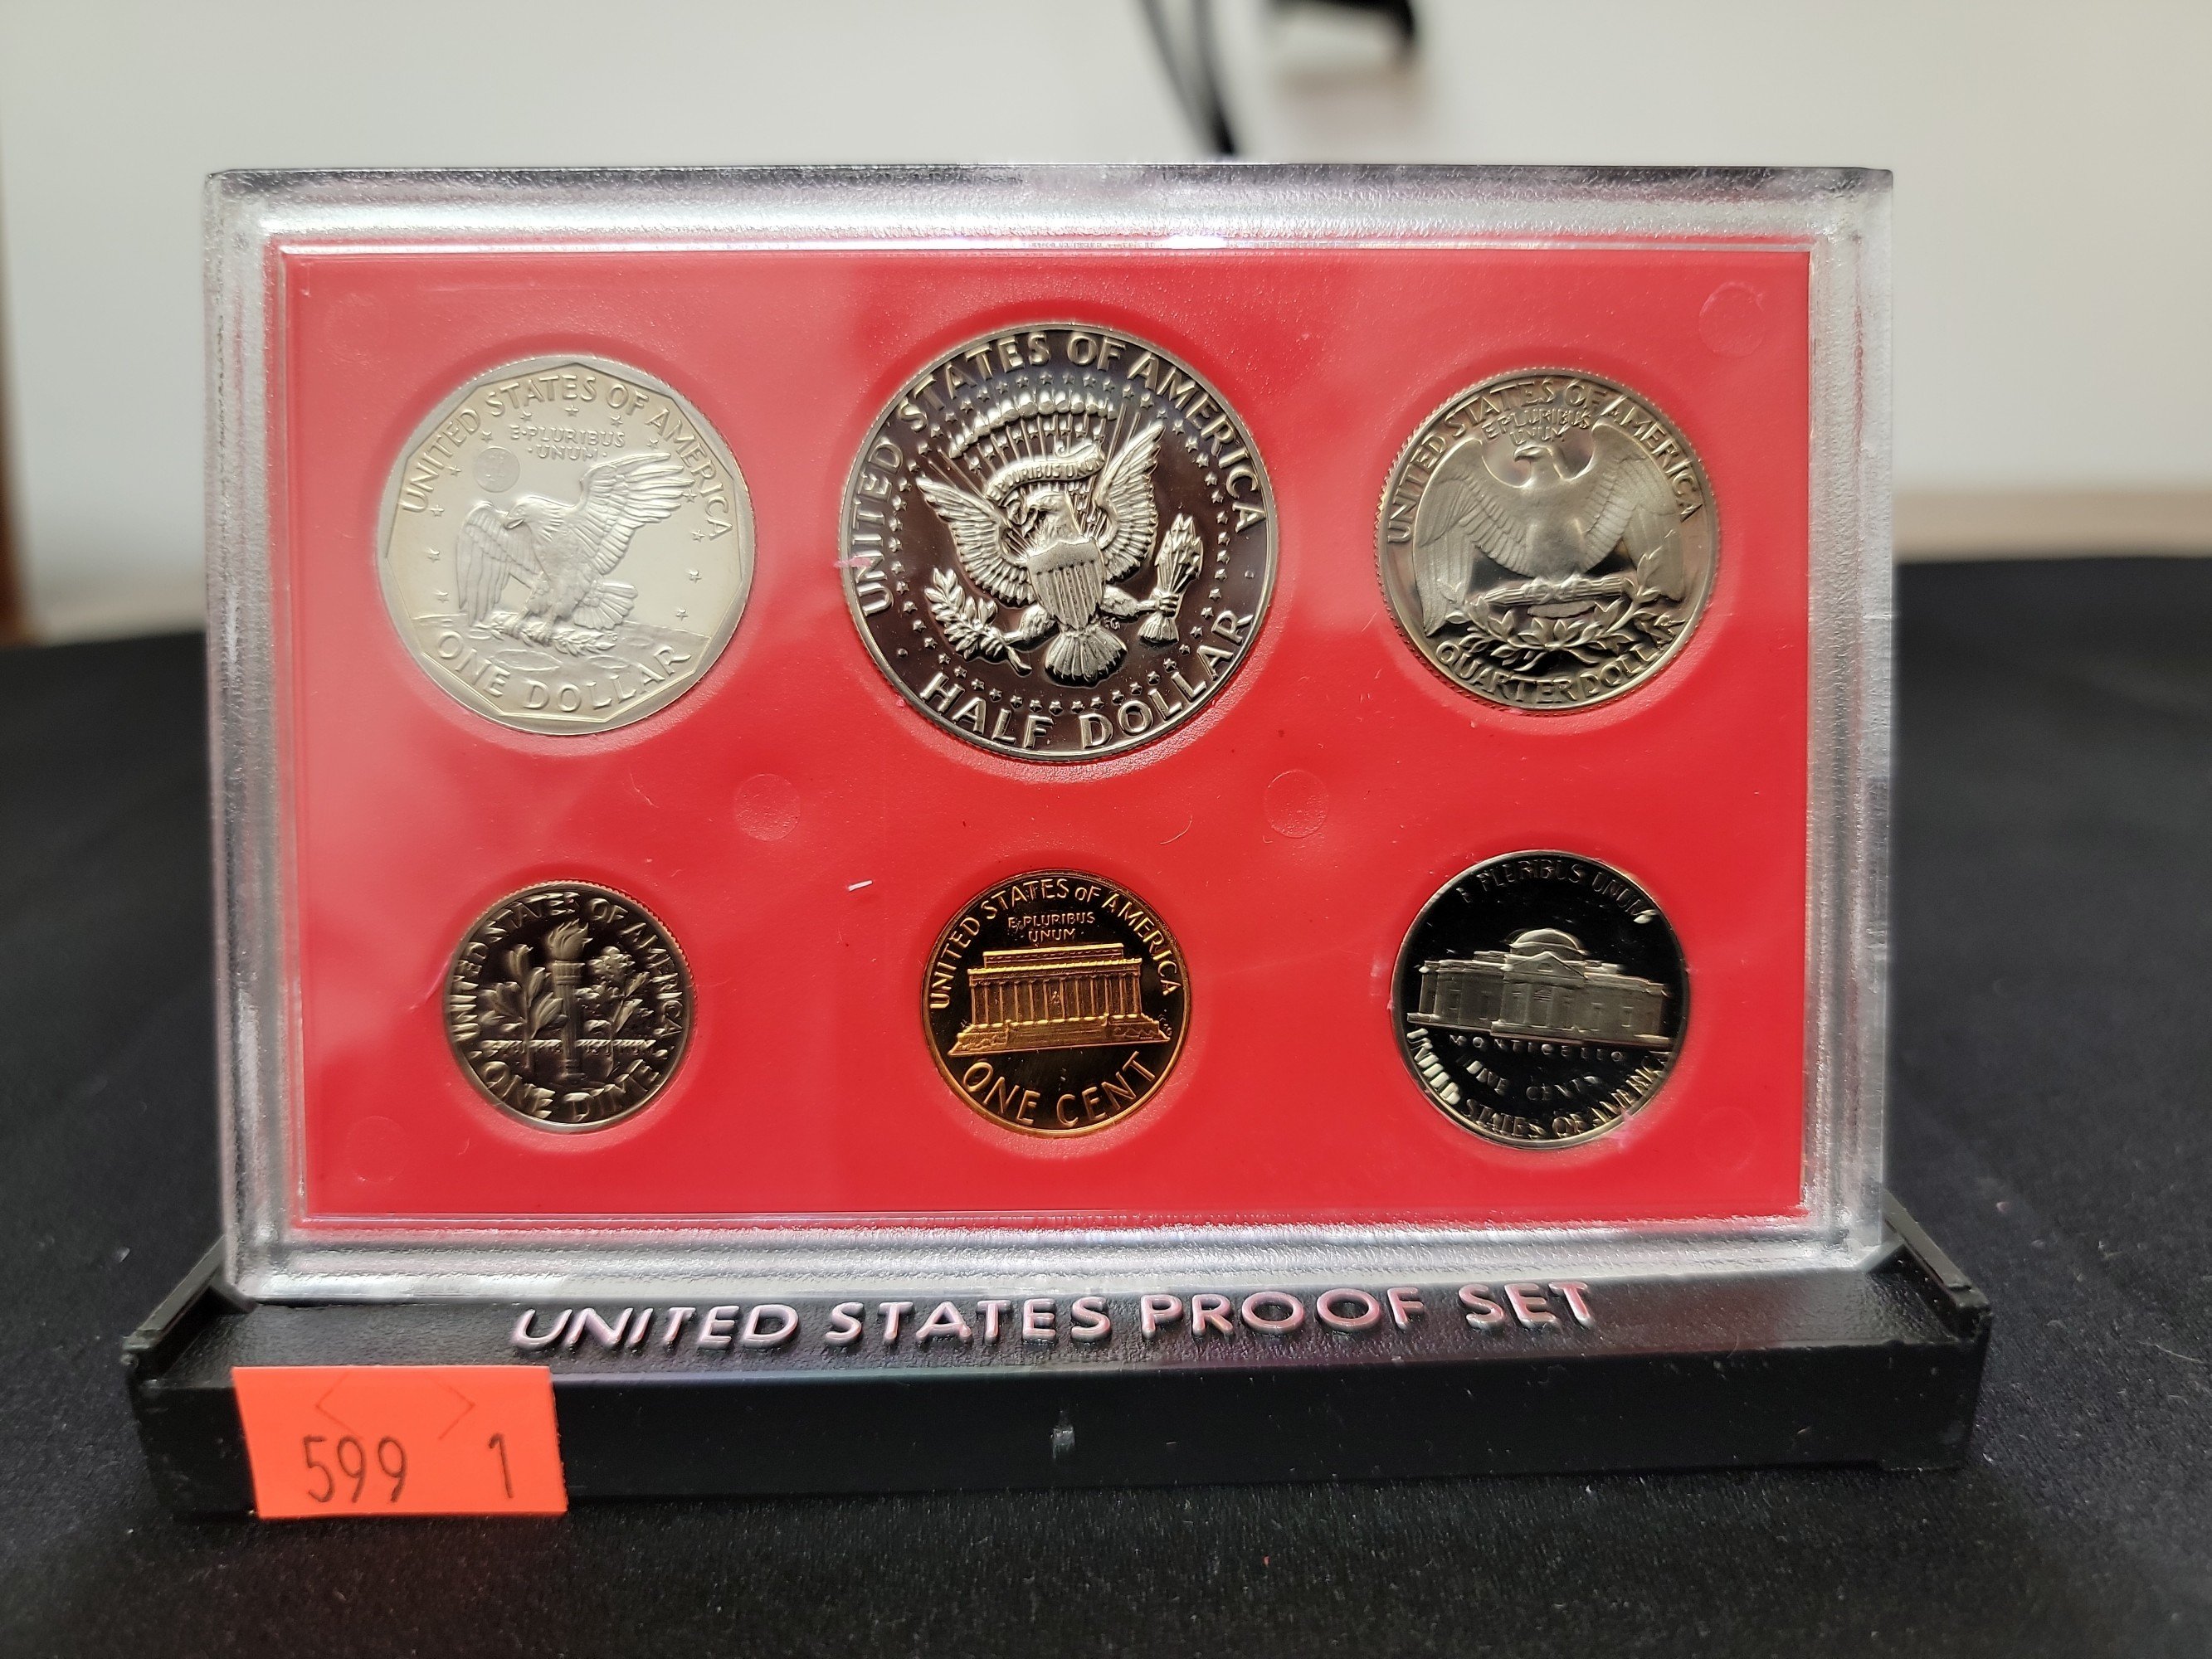 UNITED STATES OF AMERICA
E·PLURIBUS
·UNUM·
ONE DOLLAR
UNITED STATES OF AMERICA
HALF DOLLAR
FG
UNITED STATES OF AMERICA
E PLURIBUS
UNUM
QUARTER DOLLAR
UNITED STATES OF AMERICA
ONE DIME
UNITED STATES OF AMERICA
E·PLURIBUS
·UNUM·
ONE CENT
E PLURIBUS UNUM
MONTICELLO
FIVE CENTS
UNITED STATES OF AMERICA
UNITED STATES PROOF SET
599 1